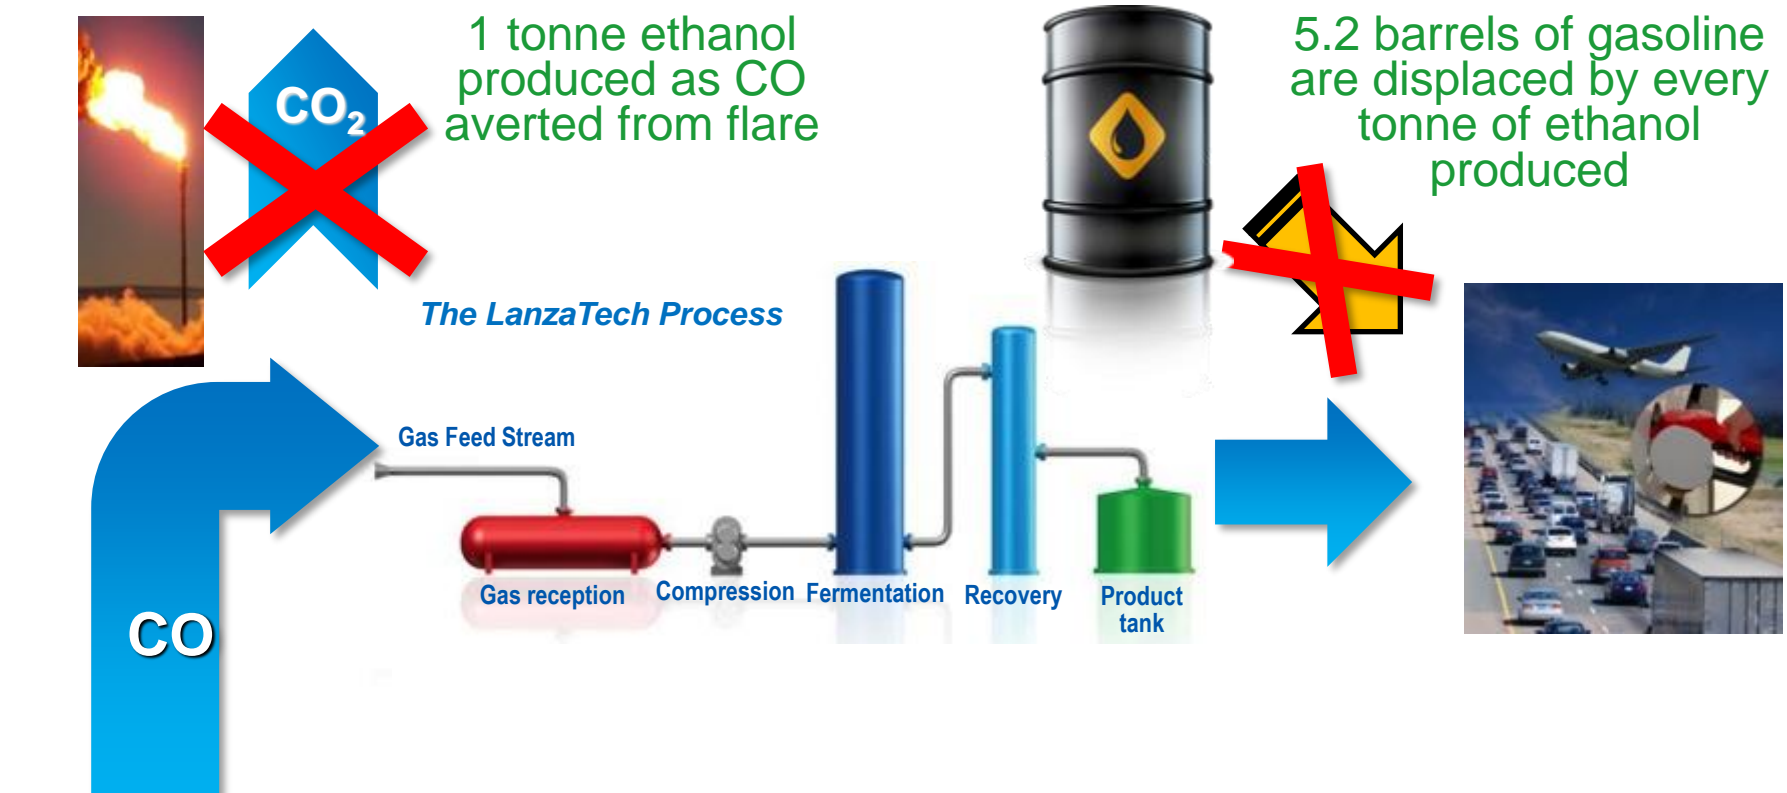 1 tonne ethanol
produced as CO
averted from flare
5.2 barrels of gasoline
are displaced by every
tonne of ethanol
produced
CO₂
The LanzaTech Process
Gas Feed Stream
Gas reception
Compression
Fermentation
Recovery
Product
tank
CO